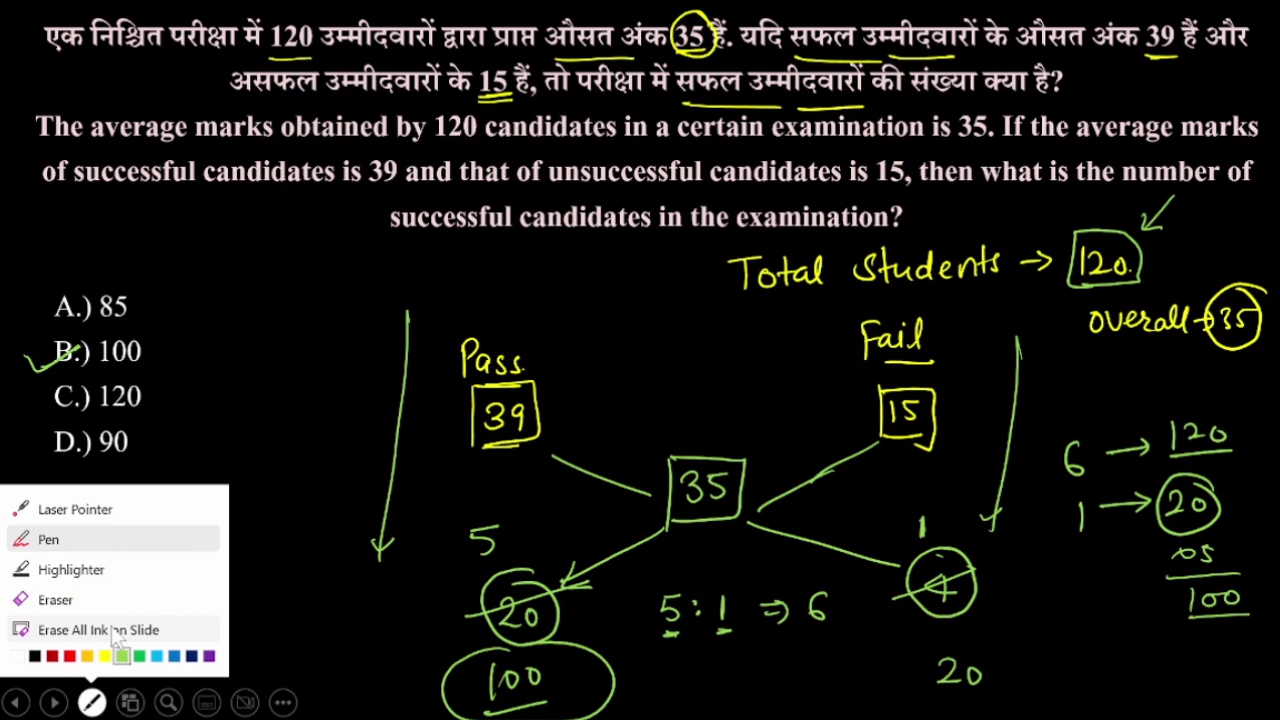 एक निश्चित परीक्षा में 120 उम्मीदवारों द्वारा प्राप्त औसत अंक 35 हैं. यदि सफल उम्मीदवारों के औसत अंक 39 हैं और
असफल उम्मीदवारों के 15 हैं, तो परीक्षा में सफल उम्मीदवारों की संख्या क्या है?
The average marks obtained by 120 candidates in a certain examination is 35. If the average marks
of successful candidates is 39 and that of unsuccessful candidates is 15, then what is the number of
successful candidates in the examination?
Total Students → 120.
overall → 35
A.) 85
B.) 100
C.) 120
D.) 90
Pass
Fail
39
15
35
5
1
20
4
5 : 1 ⇒ 6
100
20
6 → 120
1 → 20
×05
100
Laser Pointer
Pen
Highlighter
Eraser
Erase All Ink on Slide